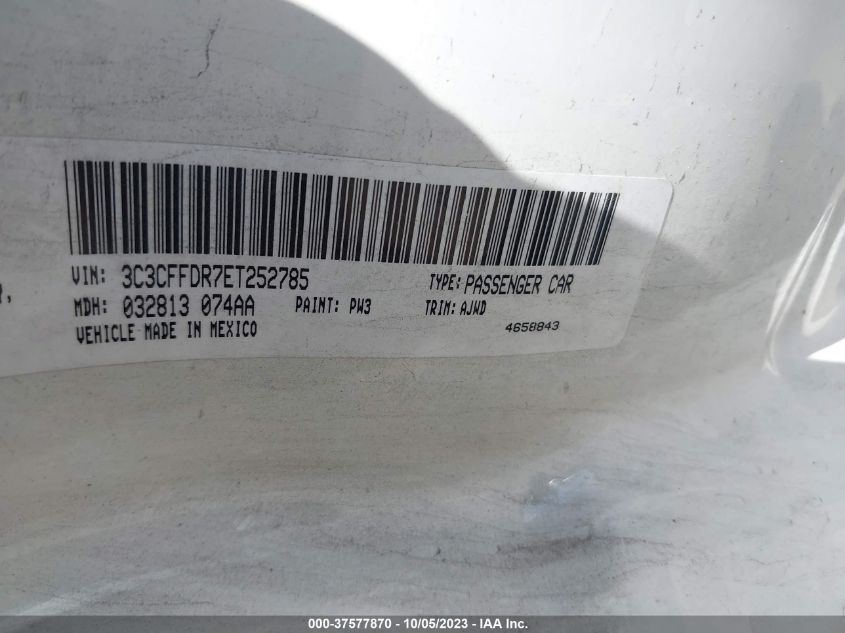 VIN: 3C3CFFDR7ET252785 TYPE: PASSENGER CAR
MDH: 032813 074AA PAINT: PW3 TRIM: AJWD
VEHICLE MADE IN MEXICO 4658843
000-37577870 - 10/05/2023 - IAA Inc.